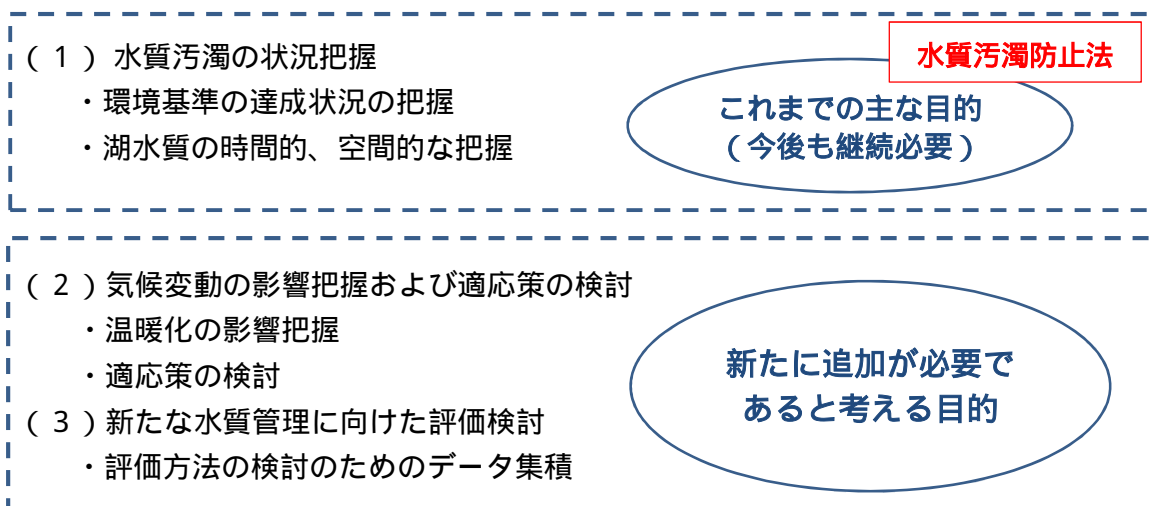 （1）水質汚濁の状況把握
・環境基準の達成状況の把握
・湖水質の時間的、空間的な把握
水質汚濁防止法
これまでの主な目的
（今後も継続必要）
（2）気候変動の影響把握および適応策の検討
・温暖化の影響把握
・適応策の検討
（3）新たな水質管理に向けた評価検討
・評価方法の検討のためのデータ集積
新たに追加が必要で
あると考える目的